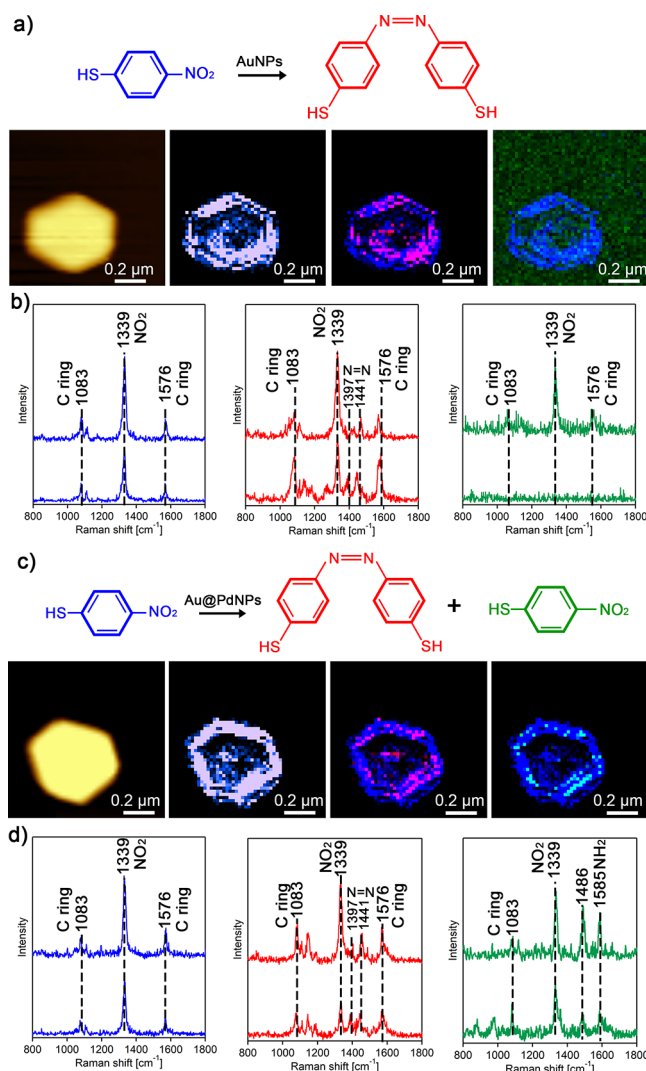 a)
HS
NO2
AuNPs
N
N
HS
SH
0.2 µm
0.2 µm
0.2 µm
0.2 µm
b)
Intensity
C ring
1083
1339
NO2
1576
C ring
800 1000 1200 1400 1600 1800
Raman shift [cm-1]
Intensity
C ring
1083
NO2
1339
1397
N=N
1441
1576
C ring
800 1000 1200 1400 1600 1800
Raman shift [cm-1]
Intensity
C ring
1083
1339
NO2
1576
C ring
800 1000 1200 1400 1600 1800
Raman shift [cm-1]
c)
HS
NO2
Au@PdNPs
N
N
HS
SH
+
HS
NO2
0.2 µm
0.2 µm
0.2 µm
0.2 µm
d)
Intensity
C ring
1083
1339
NO2
1576
C ring
800 1000 1200 1400 1600 1800
Raman shift [cm-1]
Intensity
C ring
1083
NO2
1339
1397
N=N
1441
1576
C ring
800 1000 1200 1400 1600 1800
Raman shift [cm-1]
Intensity
C ring
1083
NO2
1339
1486
1585
NH2
800 1000 1200 1400 1600 1800
Raman shift [cm-1]